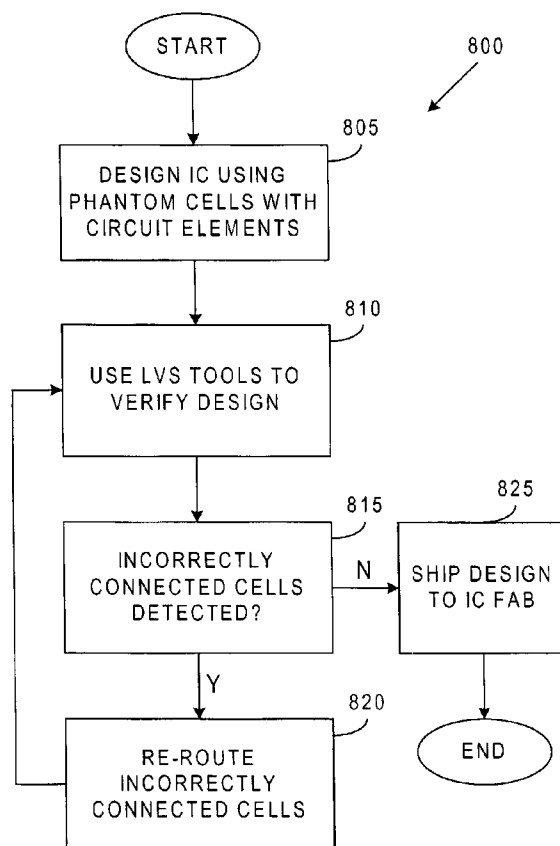 START
800
805
DESIGN IC USING
PHANTOM CELLS WITH
CIRCUIT ELEMENTS
810
USE LVS TOOLS TO
VERIFY DESIGN
815
INCORRECTLY
CONNECTED CELLS
DETECTED?
N
825
SHIP DESIGN
TO IC FAB
Y
820
RE-ROUTE
INCORRECTLY
CONNECTED CELLS
END